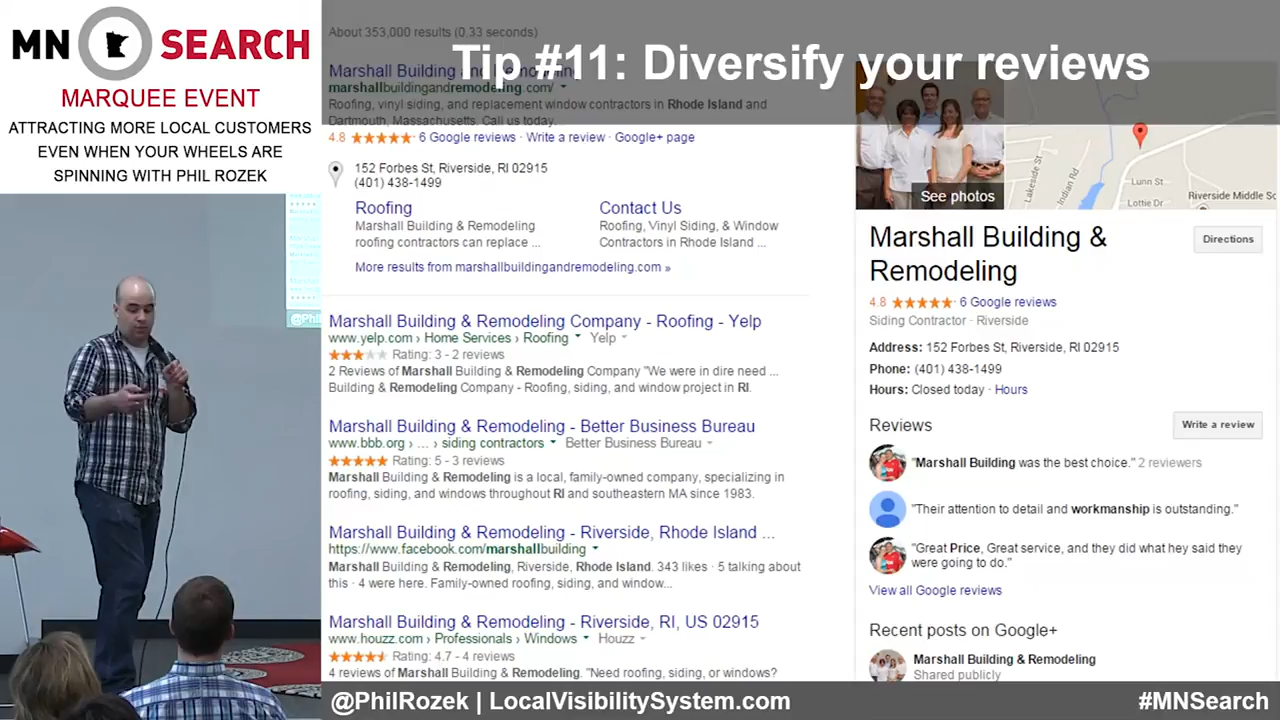 MN SEARCH
MARQUEE EVENT
ATTRACTING MORE LOCAL CUSTOMERS
EVEN WHEN YOUR WHEELS ARE
SPINNING WITH PHIL ROZEK
@Phil
Tip #11: Diversify your reviews
About 353,000 results (0.33 seconds)
Marshall Building and Remodeling
marshallbuildingandremodeling.com/
Roofing, vinyl siding, and replacement window contractors in Rhode Island and
Dartmouth, Massachusetts. Call us today.
4.8 6 Google reviews · Write a review · Google+ page
152 Forbes St, Riverside, RI 02915
(401) 438-1499
Roofing
Marshall Building & Remodeling
roofing contractors can replace ...
Contact Us
Roofing, Vinyl Siding, & Window
Contractors in Rhode Island ...
More results from marshallbuildingandremodeling.com »
Marshall Building & Remodeling Company - Roofing - Yelp
www.yelp.com › Home Services › Roofing Yelp
Rating: 3 - 2 reviews
2 Reviews of Marshall Building & Remodeling Company "We were in dire need ...
Building & Remodeling Company - Roofing, siding, and window project in RI.
Marshall Building & Remodeling - Better Business Bureau
www.bbb.org › ... › siding contractors Better Business Bureau
Rating: 5 - 3 reviews
Marshall Building & Remodeling is a local, family-owned company, specializing in
roofing, siding, and windows throughout RI and southeastern MA since 1983.
Marshall Building & Remodeling - Riverside, Rhode Island ...
https://www.facebook.com/marshallbuilding
Marshall Building & Remodeling, Riverside, Rhode Island. 343 likes · 5 talking about
this · 4 were here. Family-owned roofing, siding, and window...
Marshall Building & Remodeling - Riverside, RI, US 02915
www.houzz.com › Professionals › Windows Houzz
Rating: 4.7 - 4 reviews
4 reviews of Marshall Building & Remodeling. "Need roofing, siding, or windows?
See photos
Lakeside St
Indian Rd
Lunn St
Lottie Dr
Riverside Middle Sc
Marshall Building &
Remodeling
Directions
4.8 6 Google reviews
Siding Contractor · Riverside
Address: 152 Forbes St, Riverside, RI 02915
Phone: (401) 438-1499
Hours: Closed today · Hours
Reviews
Write a review
"Marshall Building was the best choice." 2 reviewers
"Their attention to detail and workmanship is outstanding."
"Great Price, Great service, and they did what hey said they
were going to do."
View all Google reviews
Recent posts on Google+
Marshall Building & Remodeling
Shared publicly
@PhilRozek | LocalVisibilitySystem.com
#MNSearch